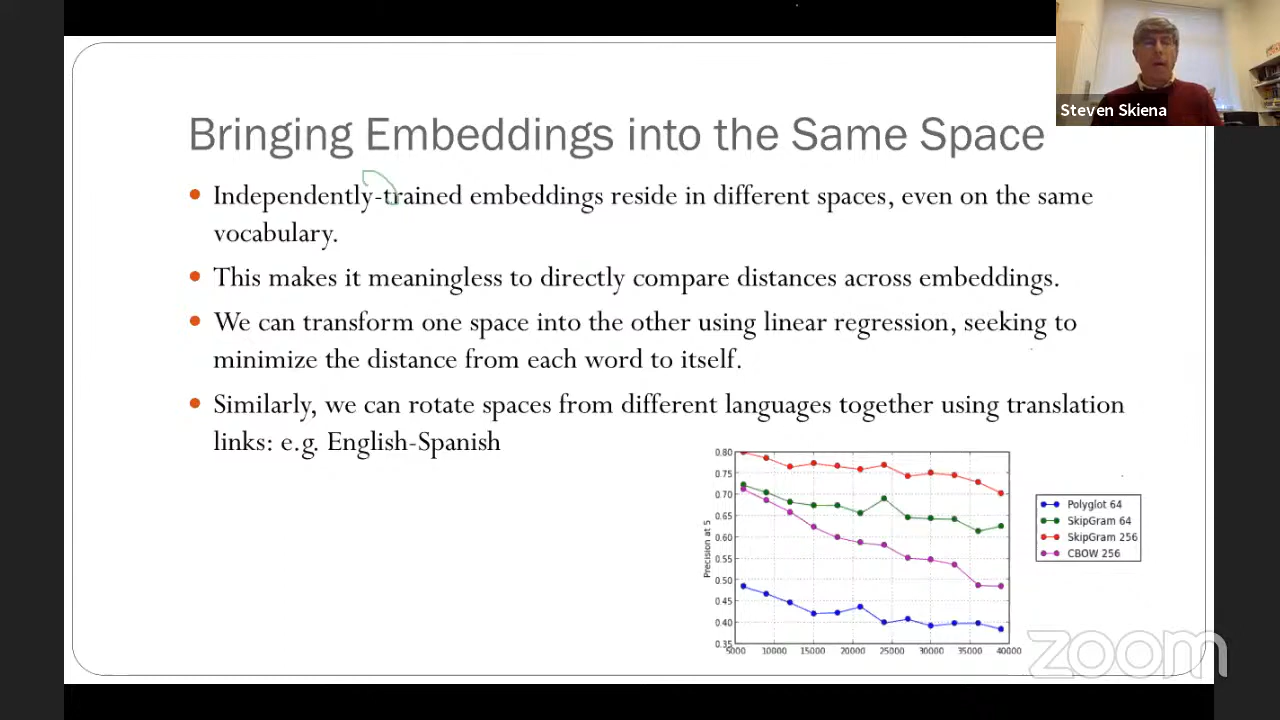 Steven Skiena
Bringing Embeddings into the Same Space
Independently-trained embeddings reside in different spaces, even on the same
vocabulary.
This makes it meaningless to directly compare distances across embeddings.
We can transform one space into the other using linear regression, seeking to
minimize the distance from each word to itself.
Similarly, we can rotate spaces from different languages together using translation
links: e.g. English-Spanish
Precision at 5
0.80
0.75
0.70
0.65
0.60
0.55
0.50
0.45
0.40
0.35
5000 10000 15000 20000 25000 30000 35000 40000
Polyglot 64
SkipGram 64
SkipGram 256
CBOW 256
zoom